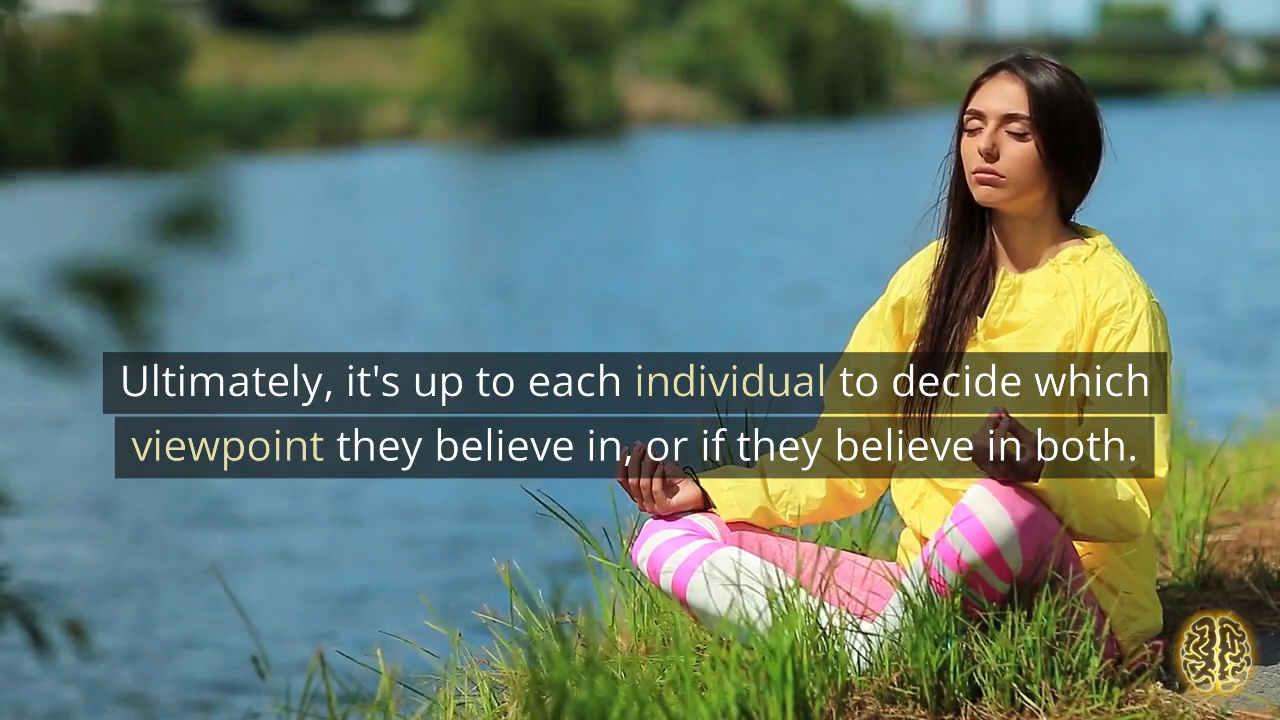 Ultimately, it's up to each individual to decide which
viewpoint they believe in, or if they believe in both.